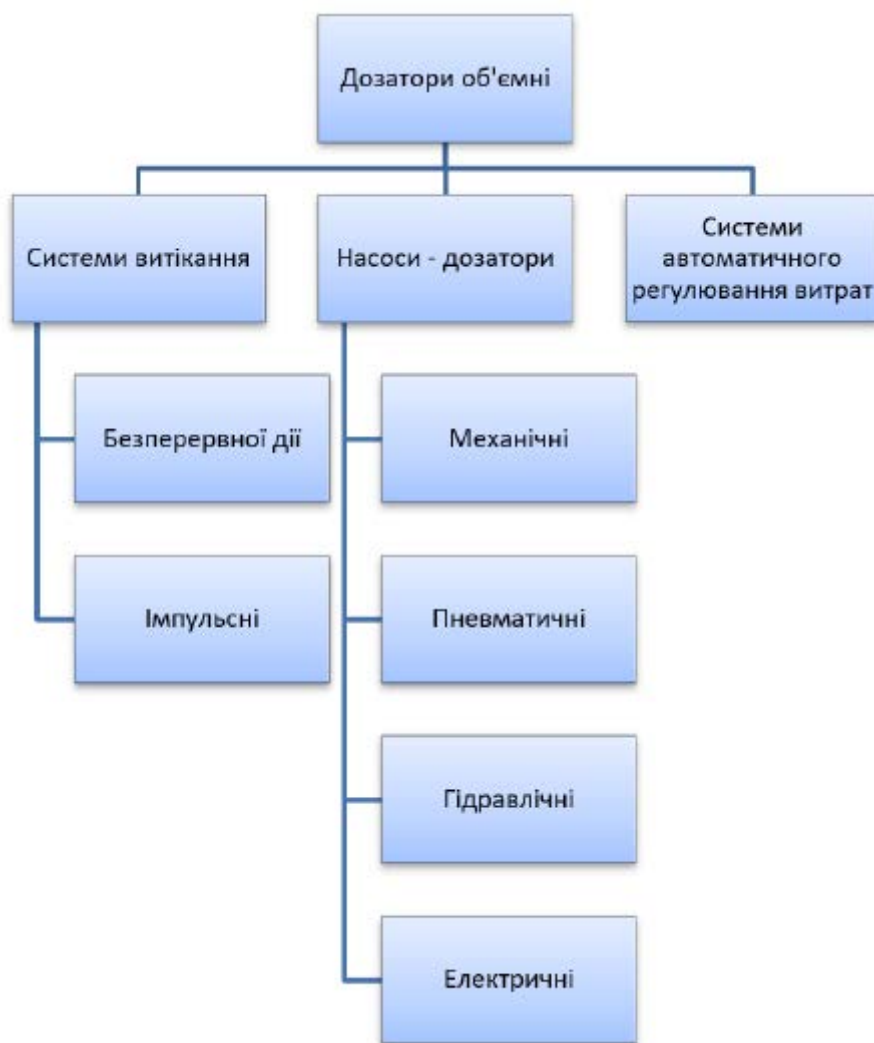 Дозатори об'ємні
Системи витікання
Насоси - дозатори
Системи
автоматичного
регулювання витрат
Безперервної дії
Імпульсні
Механічні
Пневматичні
Гідравлічні
Електричні